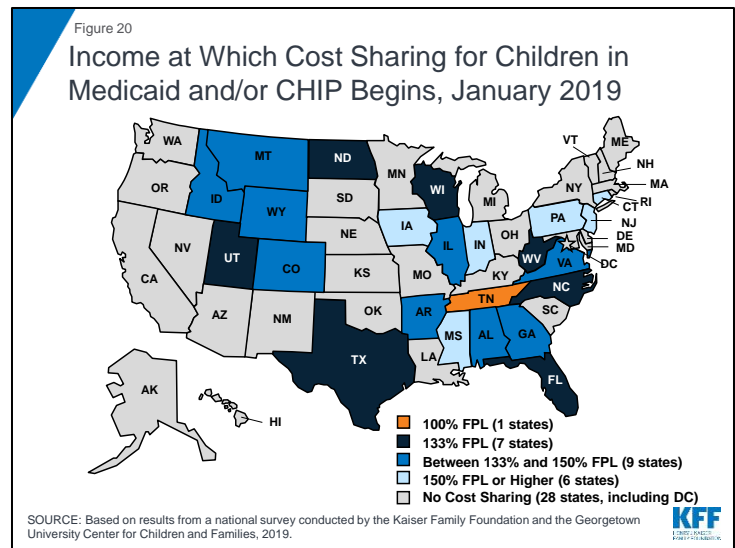 Figure 20
Income at Which Cost Sharing for Children in
Medicaid and/or CHIP Begins, January 2019
WA
OR
CA
NV
ID
MT
WY
UT
CO
AZ
NM
ND
SD
NE
KS
OK
TX
MN
IA
MO
AR
LA
WI
IL
MI
IN
OH
KY
TN
MS
AL
GA
FL
SC
NC
VA
WV
PA
NY
VT
ME
NH
MA
RI
CT
NJ
DE
MD
DC
AK
HI
100% FPL (1 states)
133% FPL (7 states)
Between 133% and 150% FPL (9 states)
150% FPL or Higher (6 states)
No Cost Sharing (28 states, including DC)
SOURCE: Based on results from a national survey conducted by the Kaiser Family Foundation and the Georgetown
University Center for Children and Families, 2019.
KFF
HENRY J. KAISER
FAMILY FOUNDATION